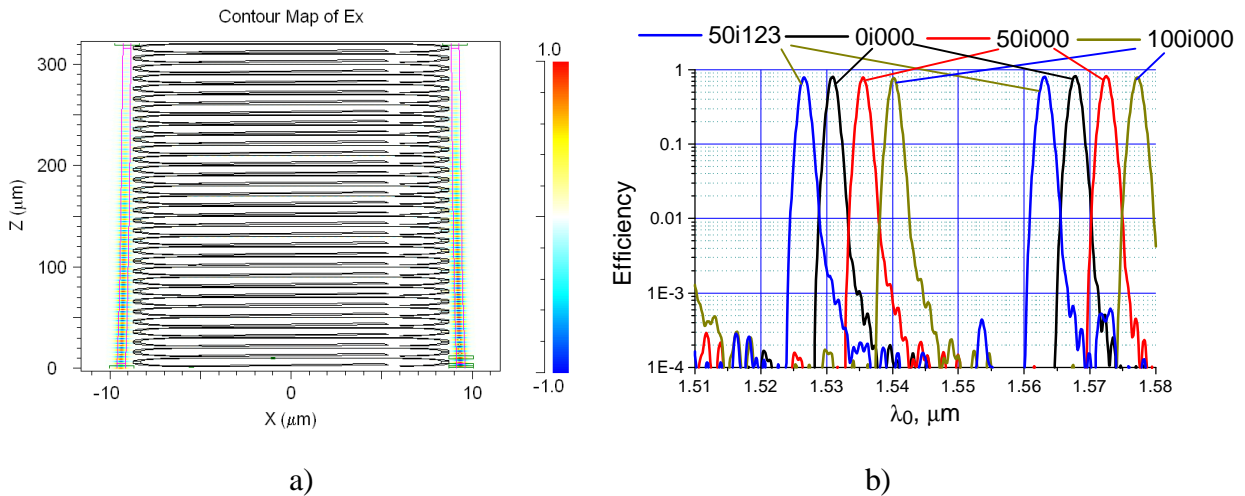 Contour Map of Ex
1.0
-1.0
300
200
100
0
Z (μm)
-10 0 10
X (μm)
a)
50i123 0i000 50i000 100i000
1
0.1
0.01
1E-3
1E-4
Efficiency
1.51 1.52 1.53 1.54 1.55 1.56 1.57 1.58
λ0, μm
b)